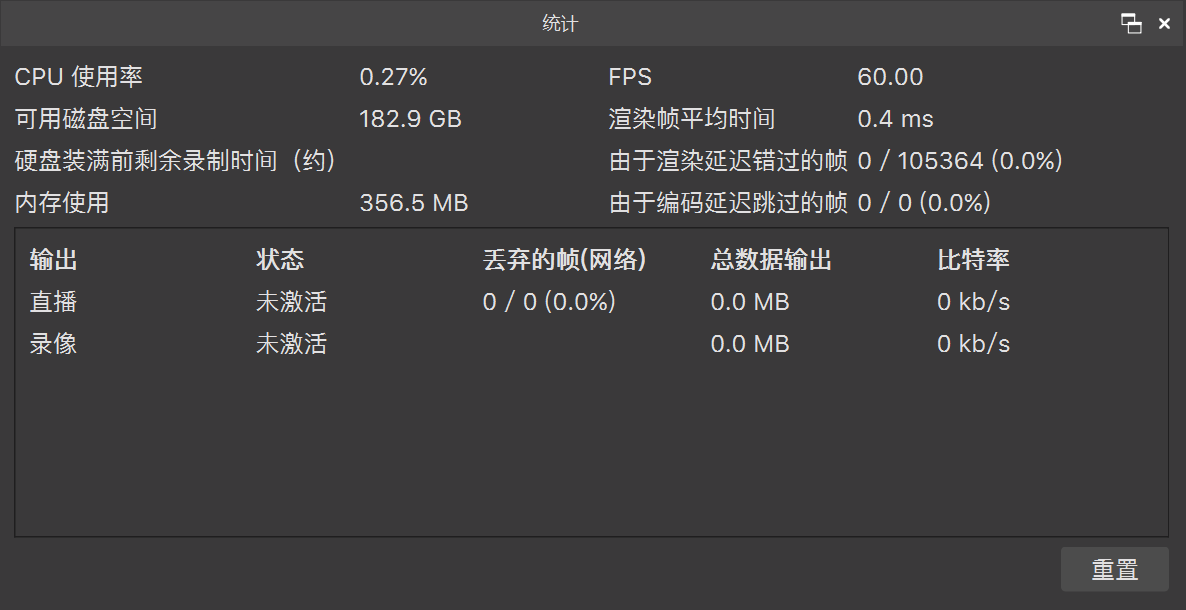 统计
CPU 使用率 0.27% FPS 60.00
可用磁盘空间 182.9 GB 渲染帧平均时间 0.4 ms
硬盘装满前剩余录制时间（约） 由于渲染延迟错过的帧 0 / 105364 (0.0%)
内存使用 356.5 MB 由于编码延迟跳过的帧 0 / 0 (0.0%)
输出 状态 丢弃的帧(网络) 总数据输出 比特率
直播 未激活 0 / 0 (0.0%) 0.0 MB 0 kb/s
录像 未激活 0.0 MB 0 kb/s
重置